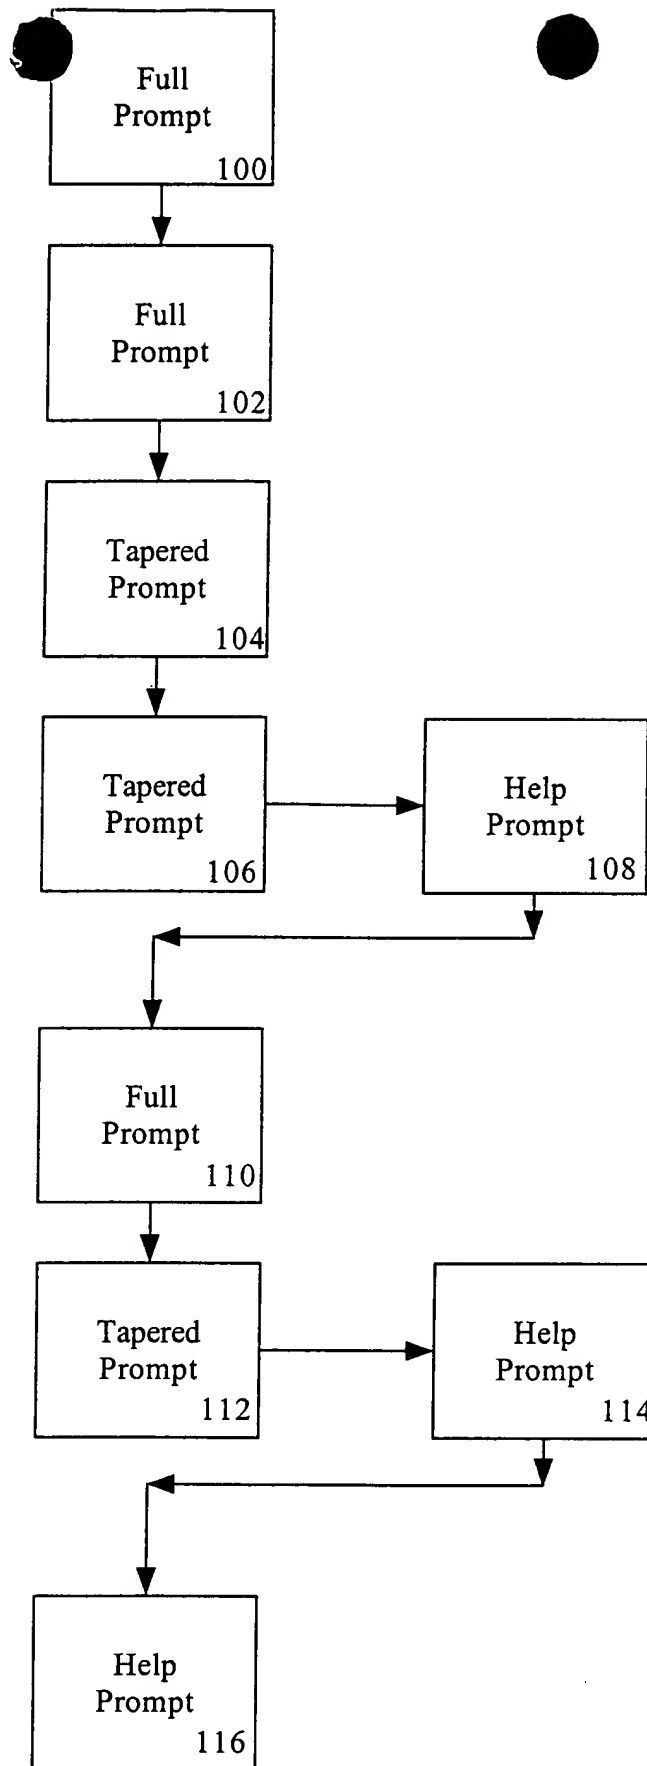 Full
Prompt
100
Full
Prompt
102
Tapered
Prompt
104
Tapered
Prompt
106
Help
Prompt
108
Full
Prompt
110
Tapered
Prompt
112
Help
Prompt
114
Help
Prompt
116